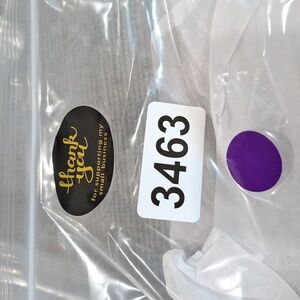 thank
you
for supporting my
small business
3463